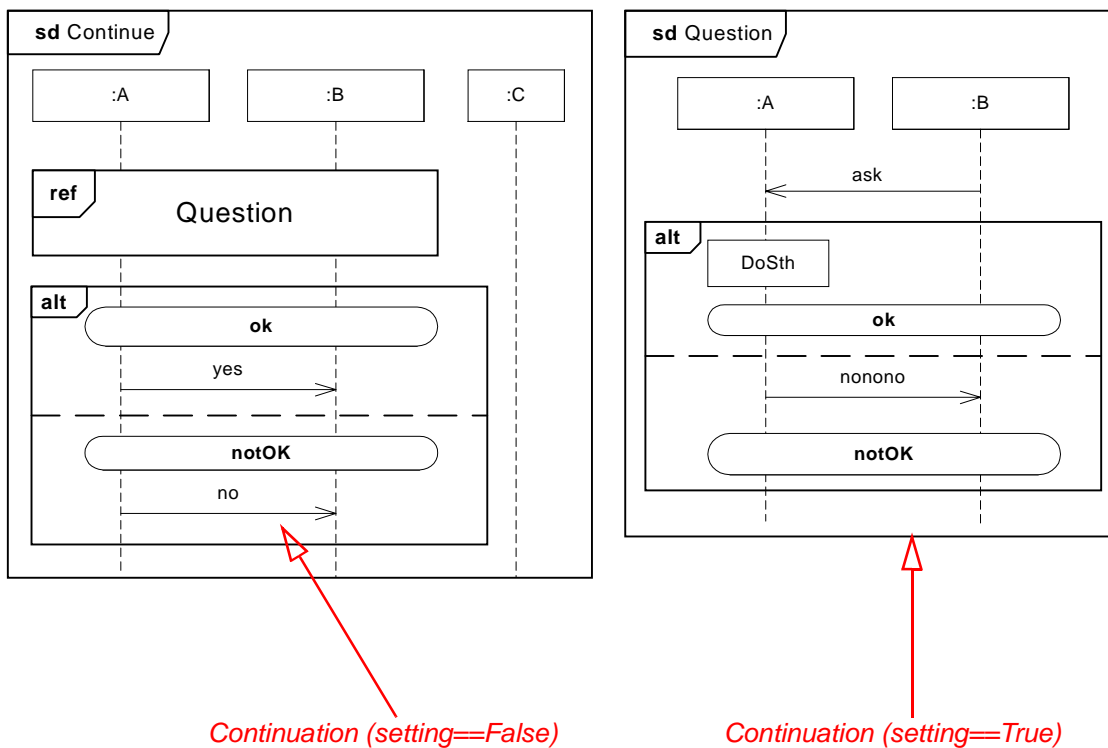 sd Continue
:A
:B
:C
ref
Question
alt
ok
yes
notOK
no
Continuation (setting==False)
sd Question
:A
:B
ask
alt
DoSth
ok
nonono
notOK
Continuation (setting==True)